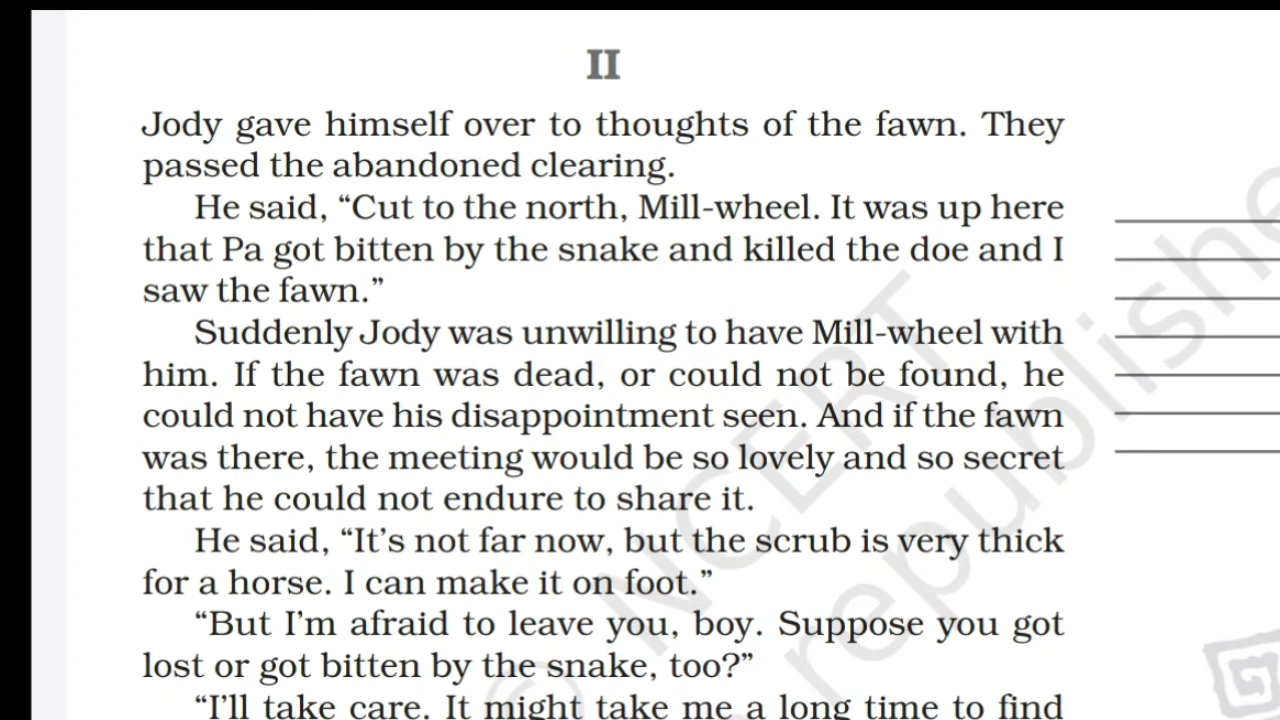 II
Jody gave himself over to thoughts of the fawn. They
passed the abandoned clearing.
He said, “Cut to the north, Mill-wheel. It was up here
that Pa got bitten by the snake and killed the doe and I
saw the fawn.”
Suddenly Jody was unwilling to have Mill-wheel with
him. If the fawn was dead, or could not be found, he
could not have his disappointment seen. And if the fawn
was there, the meeting would be so lovely and so secret
that he could not endure to share it.
He said, “It’s not far now, but the scrub is very thick
for a horse. I can make it on foot.”
“But I’m afraid to leave you, boy. Suppose you got
lost or got bitten by the snake, too?”
“I’ll take care. It might take me a long time to find
© NCERT
republishe